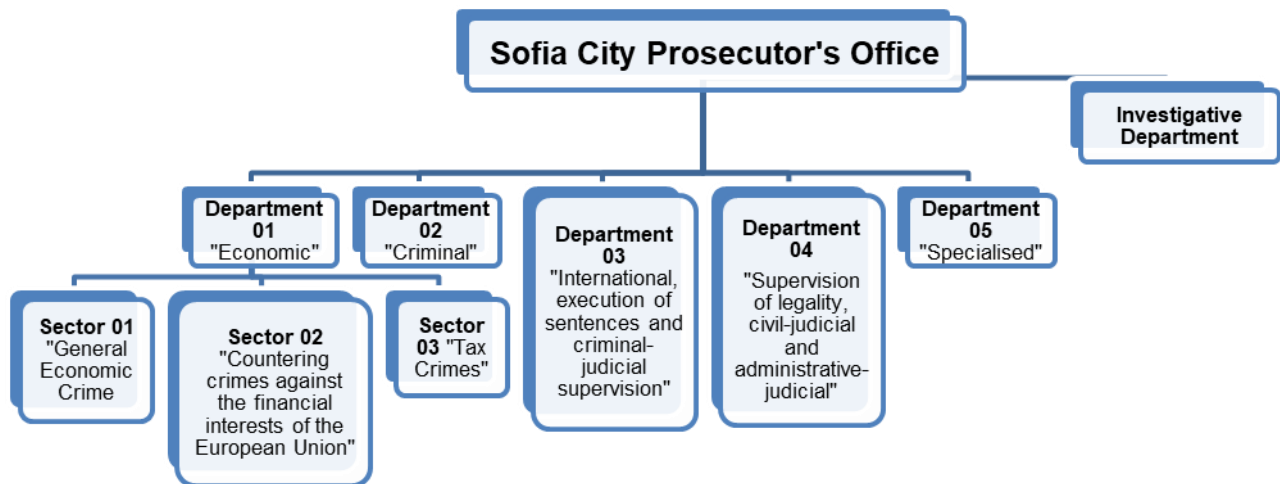 Sofia City Prosecutor's Office
Investigative
Department
Department
01
"Economic"
Department
02
"Criminal"
Department
03
"International,
execution of
sentences and
criminal-
judicial
supervision"
Department
04
"Supervision
of legality,
civil-judicial
and
administrative-
judicial"
Department
05
"Specialised"
Sector 01
"General
Economic
Crime
Sector 02
"Countering
crimes against
the financial
interests of the
European Union"
Sector
03 "Tax
Crimes"